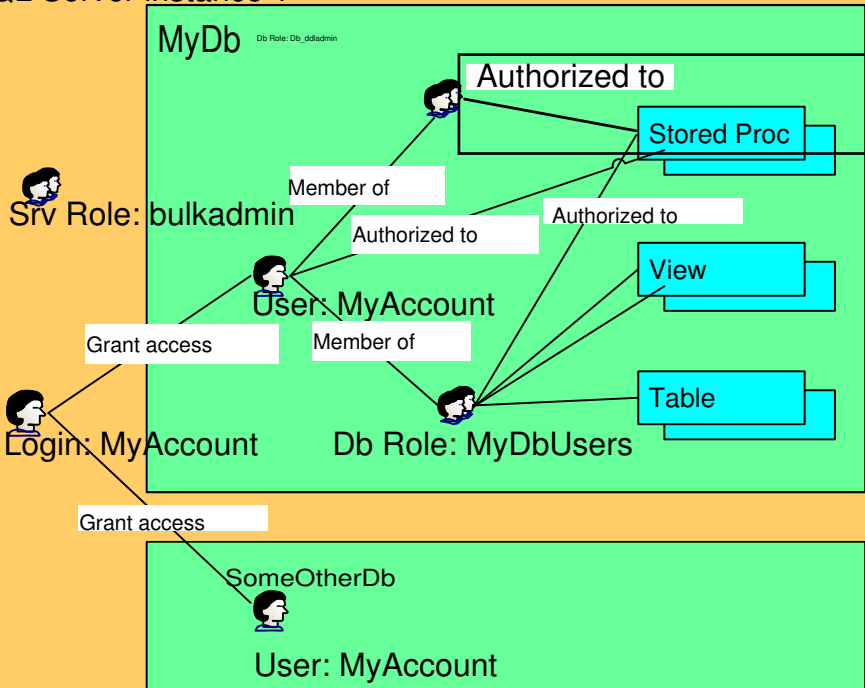 Server
MyDb
Db Role: Db_ddladmin
Authorized to
Stored Proc
Member of
Srv Role: bulkadmin
Authorized to
Authorized to
View
User: MyAccount
Grant access
Member of
Table
Login: MyAccount
Db Role: MyDbUsers
Grant access
SomeOtherDb
User: MyAccount